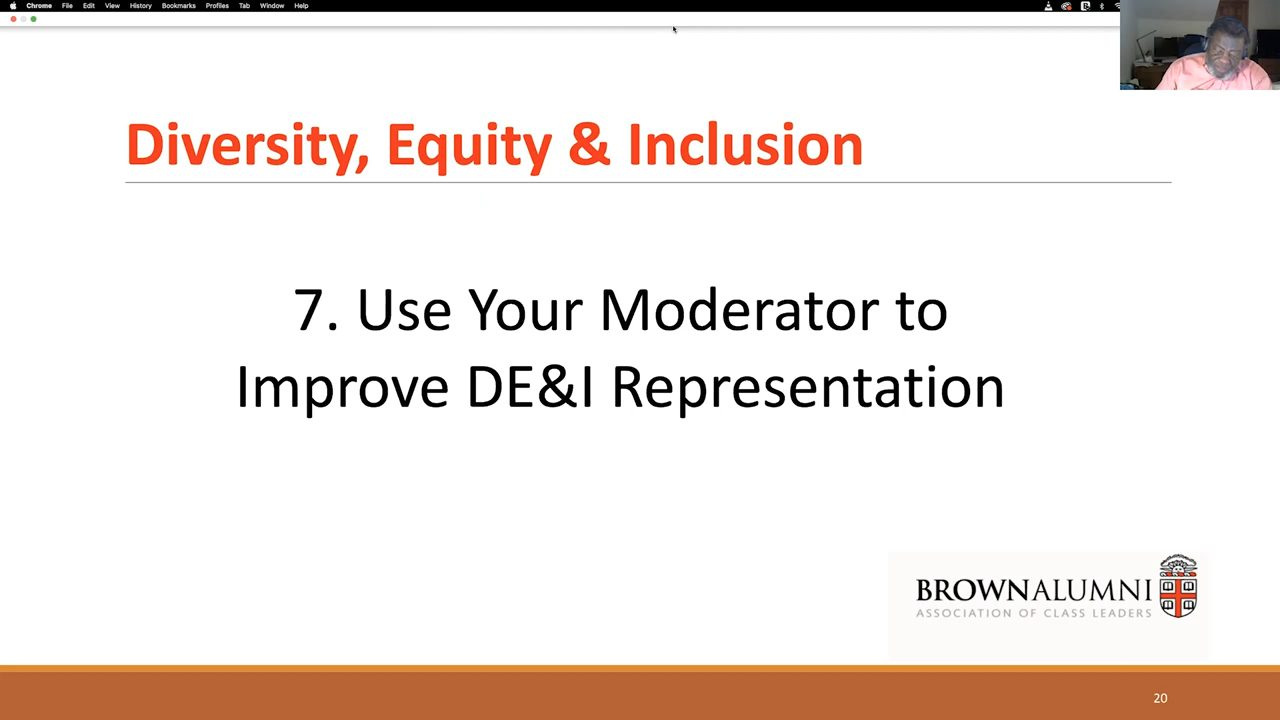 Chrome File Edit View History Bookmarks Profiles Tab Window Help
Diversity, Equity & Inclusion
7. Use Your Moderator to
Improve DE&I Representation
BROWNALUMNI
ASSOCIATION OF CLASS LEADERS
20